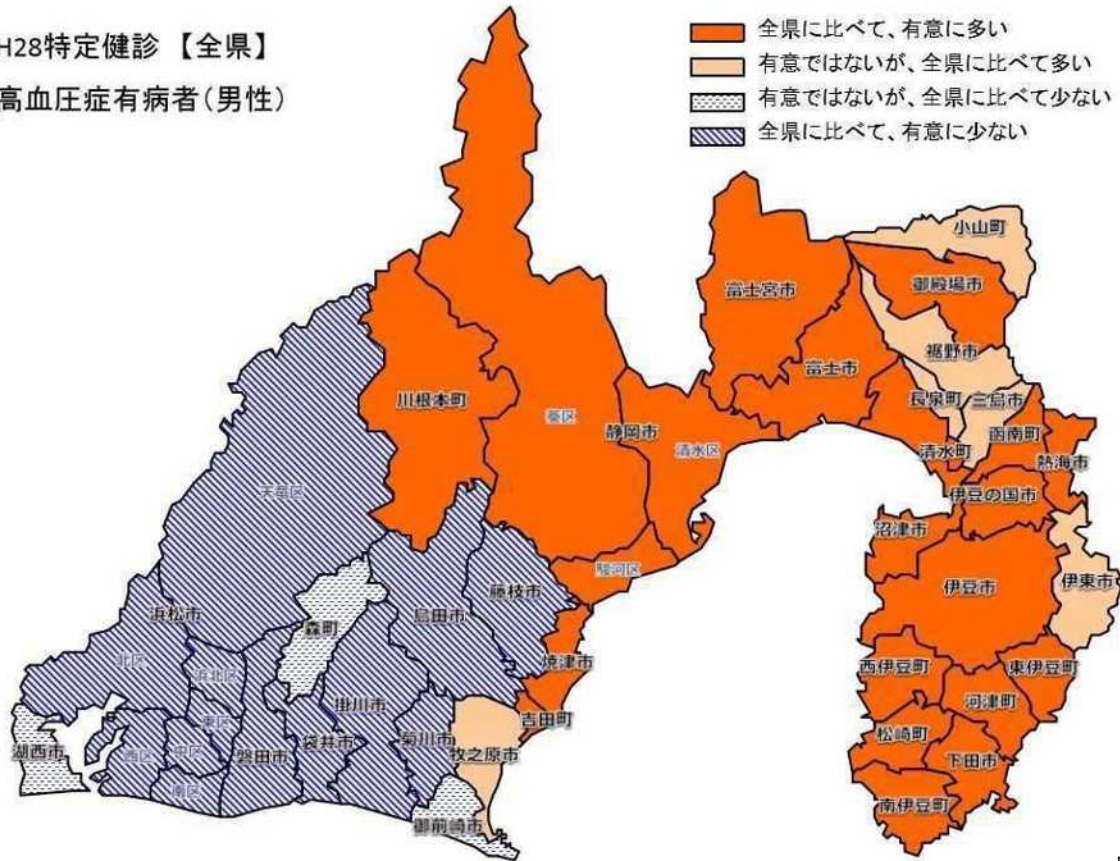 H28特定健診 【全県】
高血圧症有病者(男性)
全県に比べて、有意に多い
有意ではないが、全県に比べて多い
有意ではないが、全県に比べて少ない
全県に比べて、有意に少ない
小山町
御殿場市
富士宮市
裾野市
富士市
長泉町
三島市
川根本町
葵区
静岡市
清水区
清水町
函南町
熱海市
伊豆の国市
天竜区
沼津市
駿河区
伊豆市
伊東市
藤枝市
島田市
浜松市
森町
北区
浜北区
焼津市
西伊豆町
東伊豆町
掛川市
河津町
東区
吉田町
松崎町
湖西市
西区
中区
磐田市
袋井市
菊川市
牧之原市
下田市
南区
御前崎市
南伊豆町